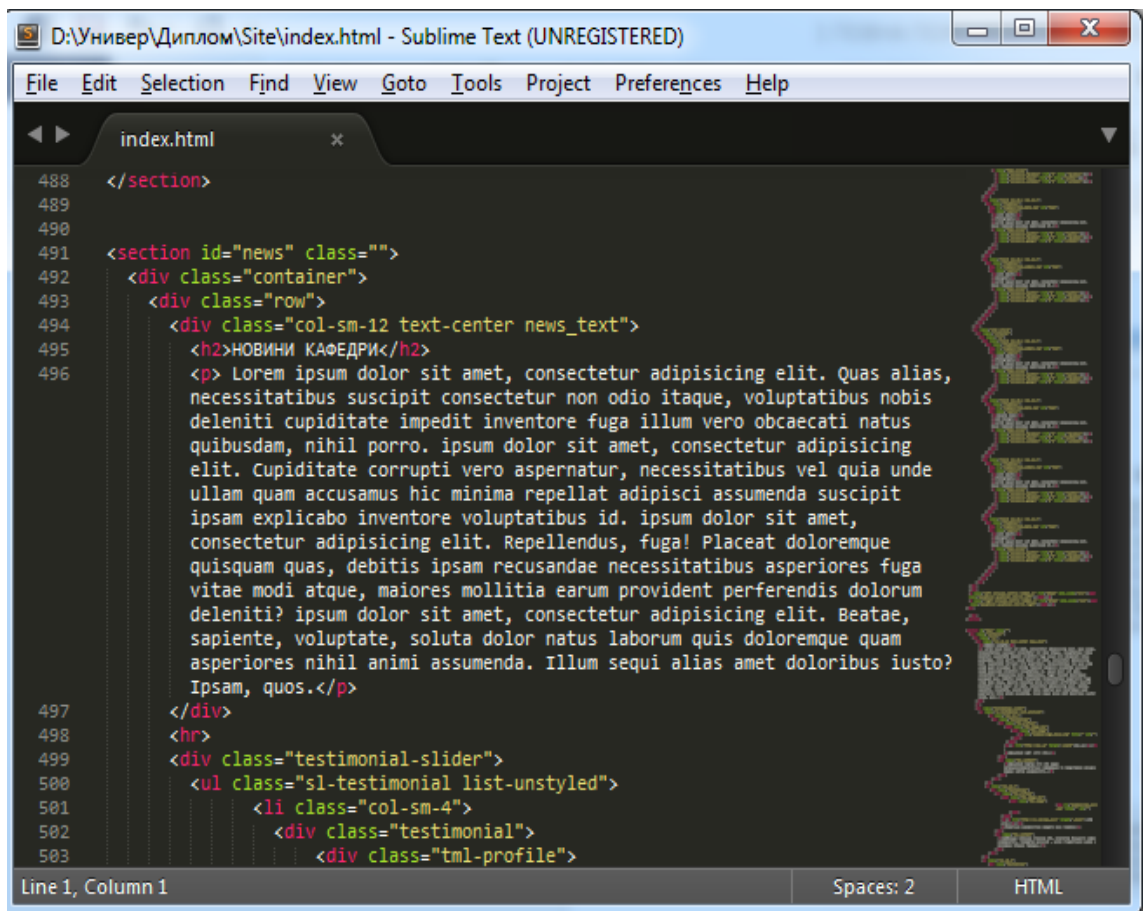 D:\Универ\Диплом\Site\index.html - Sublime Text (UNREGISTERED)
File Edit Selection Find View Goto Tools Project Preferences Help
index.html
488 </section>
489
490
491 <section id="news" class="">
492 <div class="container">
493 <div class="row">
494 <div class="col-sm-12 text-center news_text">
495 <h2>НОВИНИ КАФЕДРИ</h2>
496 <p> Lorem ipsum dolor sit amet, consectetur adipisicing elit. Quas alias,
necessitatibus suscipit consectetur non odio itaque, voluptatibus nobis
deleniti cupiditate impedit inventore fuga illum vero obcaecati natus
quibusdam, nihil porro. ipsum dolor sit amet, consectetur adipisicing
elit. Cupiditate corrupti vero aspernatur, necessitatibus vel quia unde
ullam quam accusamus hic minima repellat adipisci assumenda suscipit
ipsam explicabo inventore voluptatibus id. ipsum dolor sit amet,
consectetur adipisicing elit. Repellendus, fuga! Placeat doloremque
quisquam quas, debitis ipsam recusandae necessitatibus asperiores fuga
vitae modi atque, maiores mollitia earum provident perferendis dolorum
deleniti? ipsum dolor sit amet, consectetur adipisicing elit. Beatae,
sapiente, voluptate, soluta dolor natus laborum quis doloremque quam
asperiores nihil animi assumenda. Illum sequi alias amet doloribus iusto?
Ipsam, quos.</p>
497 </div>
498 <hr>
499 <div class="testimonial-slider">
500 <ul class="sl-testimonial list-unstyled">
501 <li class="col-sm-4">
502 <div class="testimonial">
503 <div class="tml-profile">
Line 1, Column 1 Spaces: 2 HTML